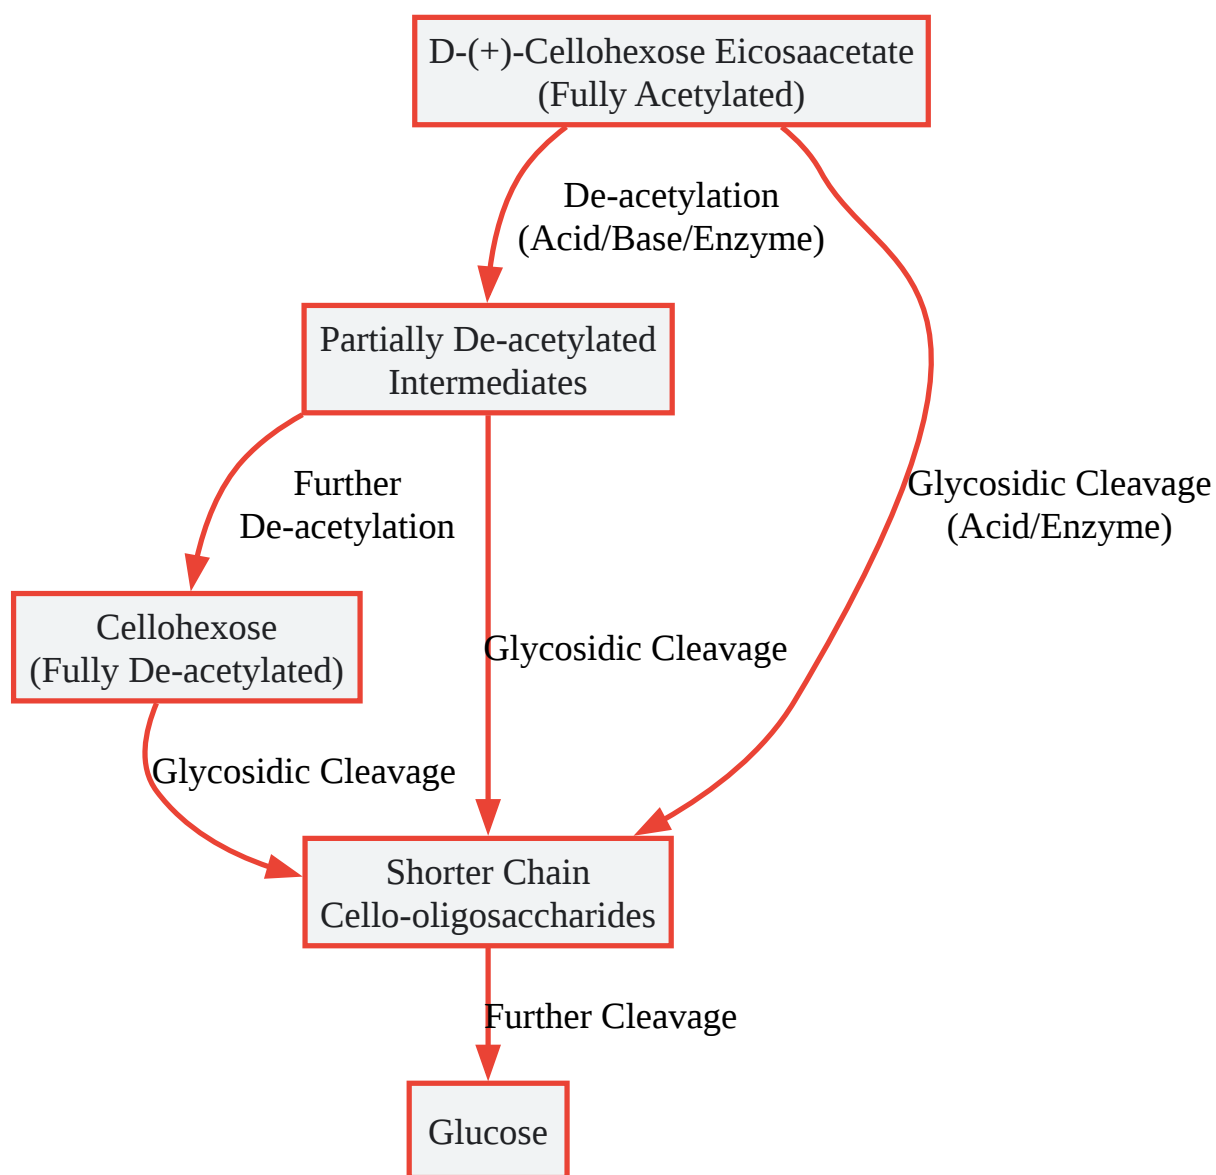 D-(+)-Cellohexose Eicosaacetate
(Fully Acetylated)
De-acetylation
(Acid/Base/Enzyme)
Partially De-acetylated
Intermediates
Further
De-acetylation
Glycosidic Cleavage
(Acid/Enzyme)
Cellohexose
(Fully De-acetylated)
Glycosidic Cleavage
Glycosidic Cleavage
Shorter Chain
Cello-oligosaccharides
Further Cleavage
Glucose